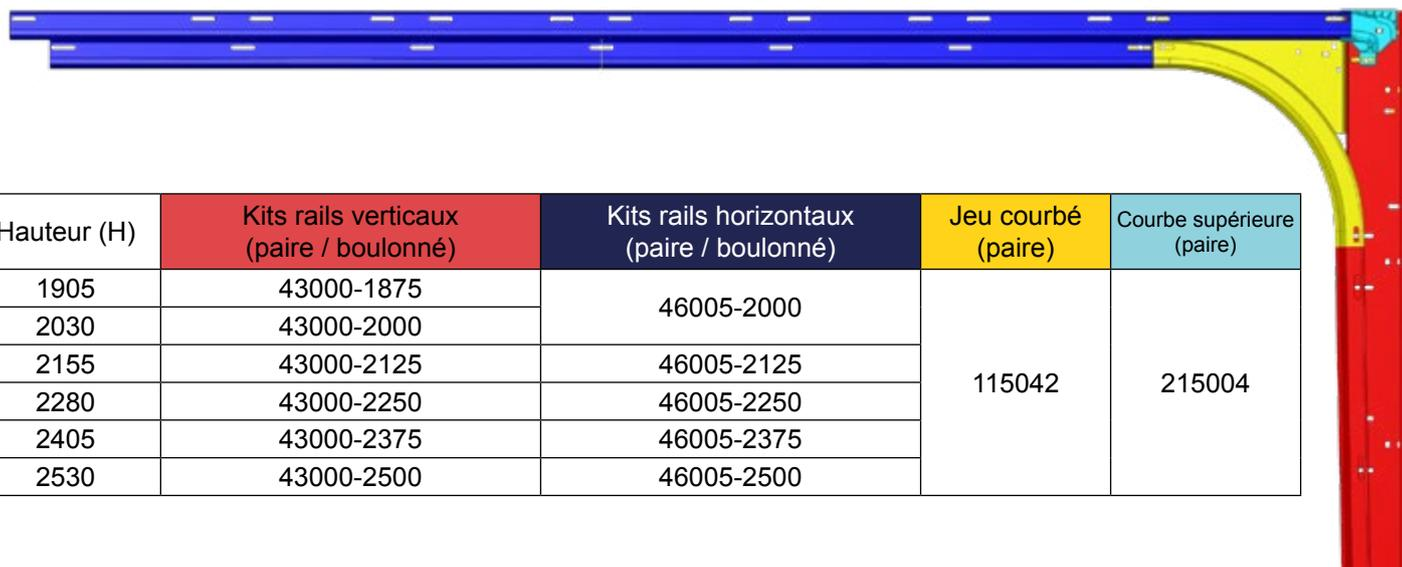 Hauteur (H) Kits rails verticaux (paire / boulonné) Kits rails horizontaux (paire / boulonné) Jeu courbé (paire) Courbe supérieure (paire)
1905 43000-1875 46005-2000 115042 215004
2030 43000-2000
2155 43000-2125 46005-2125
2280 43000-2250 46005-2250
2405 43000-2375 46005-2375
2530 43000-2500 46005-2500